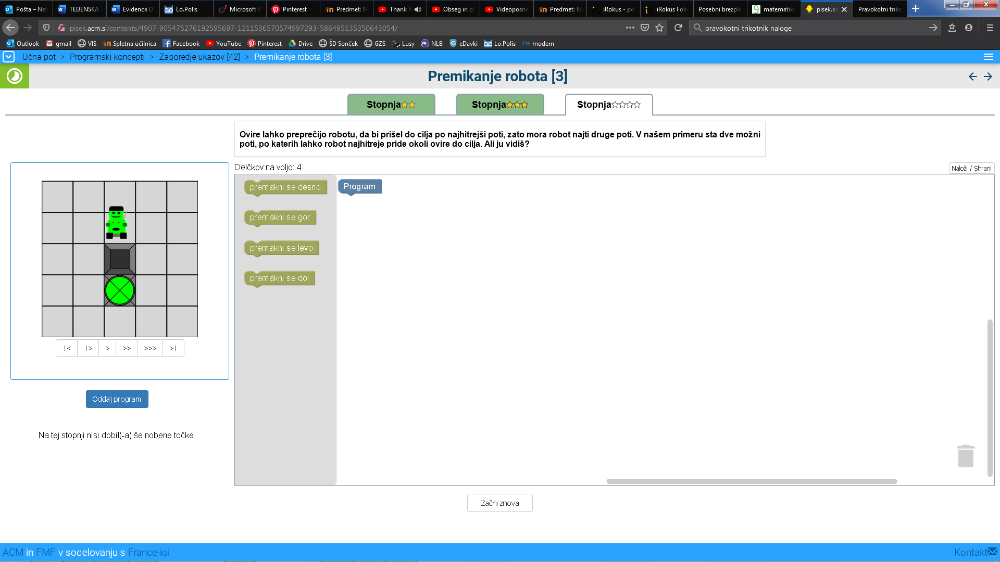 Pošta – Než
TEDENSKA
Evidenca D
Lo.Polis
Microsoft W
Pinterest
Predmet: M
Thank Y
Obseg in pl
Videoposne
Predmet: M
iRokus - po
iRokus Folio
Posebni brezpla
matematika
pisek.ac
Pravokotni triko
pisek.acm.si/contents/4907-905475276192595697-1211536570574997293-586495135350643054/
pravokotni trikotnik naloge
Outlook gmail VIS Spletna učilnica Facebook YouTube Pinterest Drive ŠD Sonček GZS Lusy NLB eDavki Lo.Polis ZTE modem
Učna pot > Programski koncepti > Zaporedje ukazov [42] > Premikanje robota [3]
Premikanje robota [3]
Stopnja
Stopnja
Stopnja
Ovire lahko preprečijo robotu, da bi prišel do cilja po najhitrejši poti, zato mora robot najti druge poti. V našem primeru sta dve možni
poti, po katerih lahko robot najhitreje pride okoli ovire do cilja. Ali ju vidiš?
Delčkov na voljo: 4
Naloži / Shrani
premakni se desno
Program
premakni se gor
premakni se levo
premakni se dol
|< |> > >> >>> >|
Oddaj program
Na tej stopnji nisi dobil(-a) še nobene točke.
Začni znova
ACM in FMF v sodelovanju s France-ioi
Kontakt